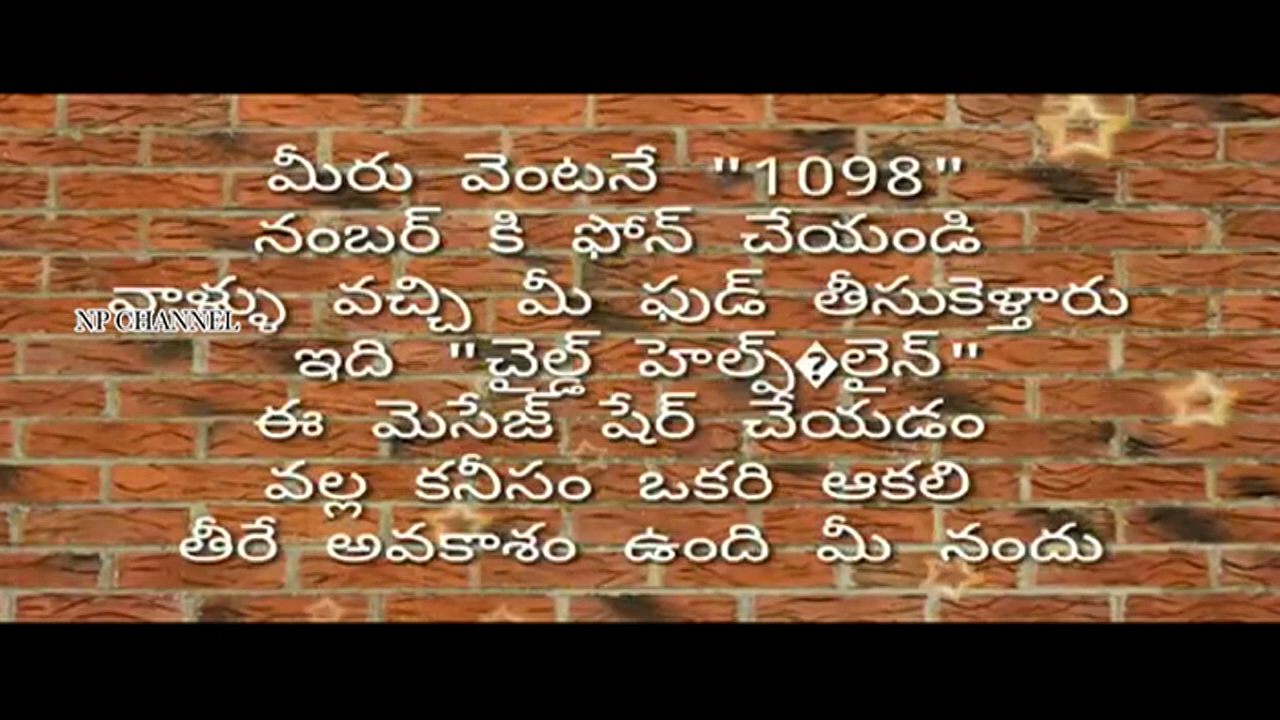 మీరు వెంటనే "1098"
నంబర్ కి ఫోన్ చేయండి
వాళ్ళు వచ్చి మీ ఫుడ్ తీసుకెళ్తారు
NP CHANNEL
ఇది "చైల్డ్ హెల్ప్�లైన్"
ఈ మెసేజ్ షేర్ చేయడం
వల్ల కనీసం ఒకరి ఆకలి
తీరే అవకాశం ఉంది మీ నందు